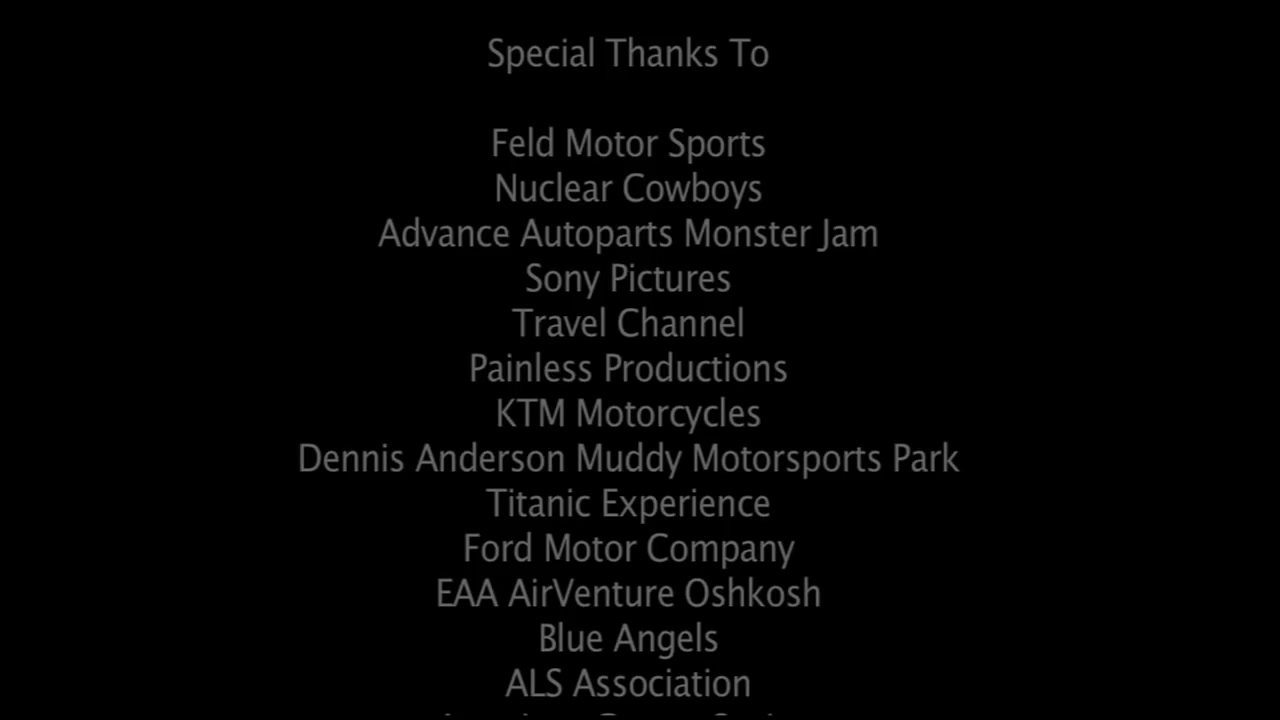 Special Thanks To
Feld Motor Sports
Nuclear Cowboys
Advance Autoparts Monster Jam
Sony Pictures
Travel Channel
Painless Productions
KTM Motorcycles
Dennis Anderson Muddy Motorsports Park
Titanic Experience
Ford Motor Company
EAA AirVenture Oshkosh
Blue Angels
ALS Association